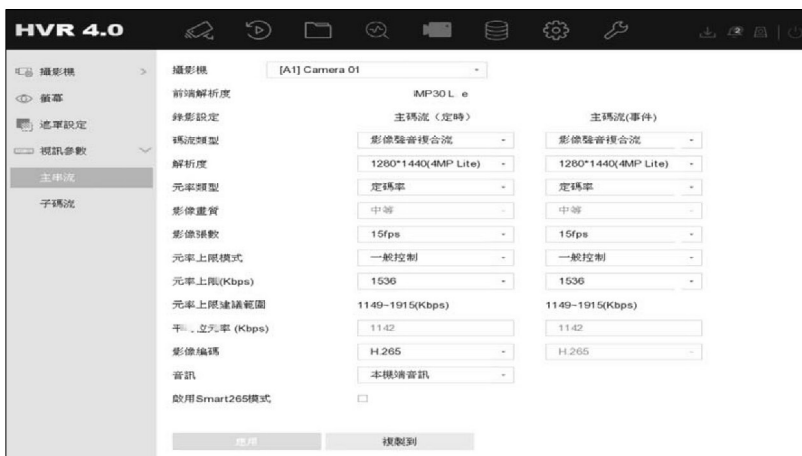 HVR 4.0
攝影機 >
螢幕
遮罩設定
視訊參數
主串流
子碼流
攝影機 [A1] Camera 01
前端解析度
錄影設定 主碼流（定時） 主碼流(事件)
碼流類型 影像聲音複合流 影像聲音複合流
解析度 1280*1440(4MP Lite) 1280*1440(4MP Lite)
元率類型 定碼率 定碼率
影像畫質 中等 中等
影像張數 15fps 15fps
元率上限模式 一般控制 一般控制
元率上限(Kbps) 1536 1536
元率上限建議範圍 1149~1915(Kbps) 1149~1915(Kbps)
(Kbps) 1142 1142
影像編碼 H.265 H.265
音訊 本機端音訊
啟用Smart265模式
應用 複製到